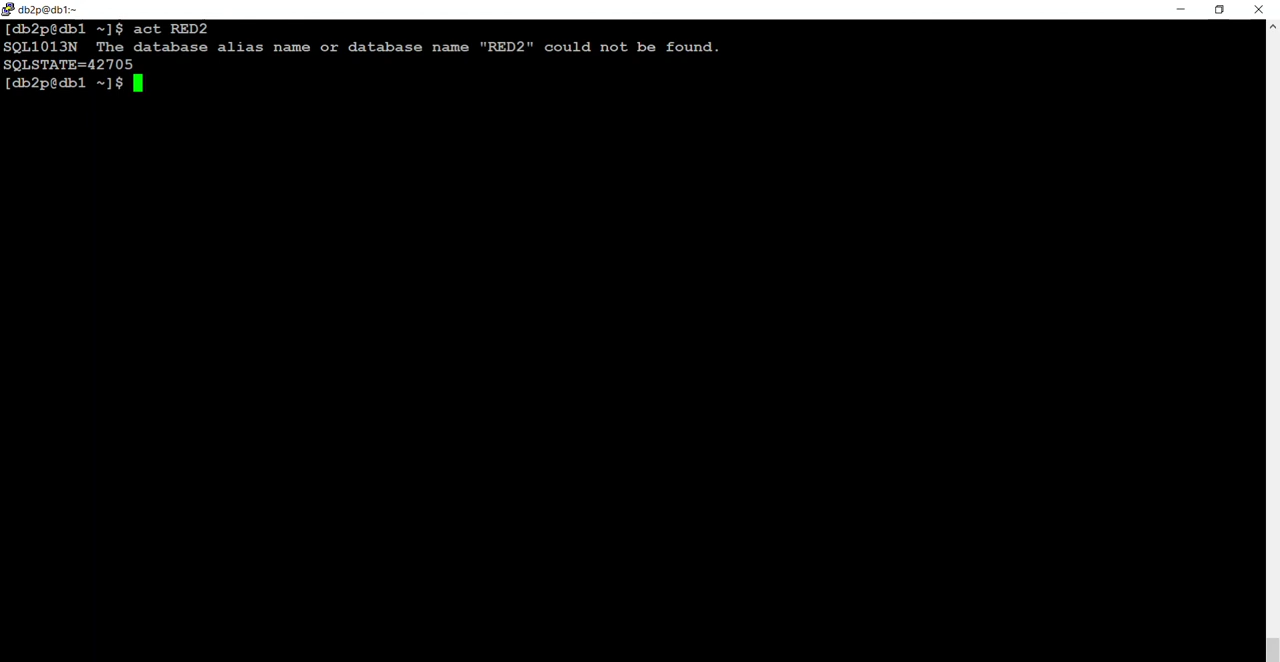 db2p@db1:~
[db2p@db1 ~]$ act RED2
SQL1013N  The database alias name or database name "RED2" could not be found.
SQLSTATE=42705
[db2p@db1 ~]$